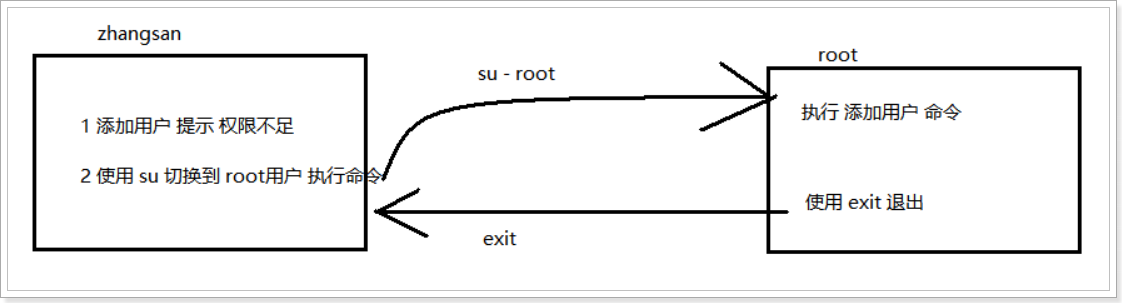 zhangsan
root
su - root
执行 添加用户 命令
1 添加用户 提示 权限不足
2 使用 su 切换到 root用户 执行命令
使用 exit 退出
exit